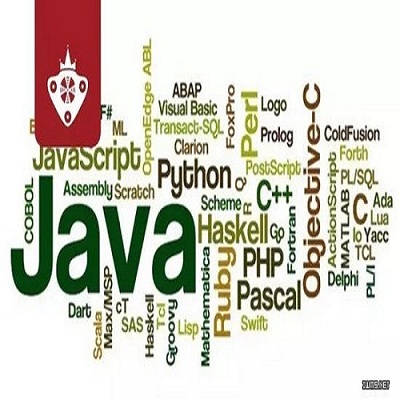 OpenEdge ABL
ABAP
Visual Basic
FoxPro
Perl
Logo
Objective-C
F#
ML
Transact-SQL
Prolog
ColdFusion
Clarion
JavaScript
Python
PostScript
Forth
COBOL
Assembly
Scratch
Q
C++
ActionScript
PL/SQL
MATLAB
C
Ada
Lua
Java
Scheme
R
Haskell
Go
Fortran
Io
Yacc
Mathematica
Ruby
PHP
TCL
Pascal
Delphi
PL/I
Dart
Scala
Max/MSP
cT
SAS
Haskell
Tcl
Groovy
Lisp
Swift